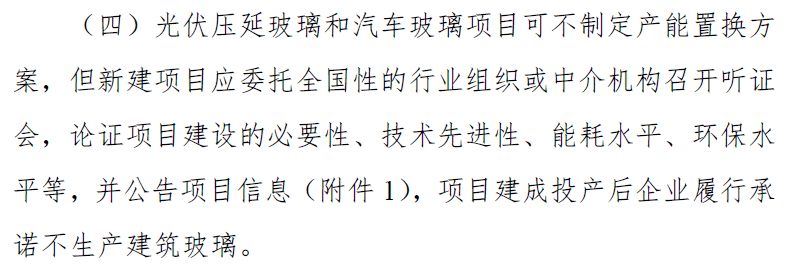 （四）光伏压延玻璃和汽车玻璃项目可不制定产能置换方
案，但新建项目应委托全国性的行业组织或中介机构召开听证
会，论证项目建设的必要性、技术先进性、能耗水平、环保水
平等，并公告项目信息（附件 1），项目建成投产后企业履行承
诺不生产建筑玻璃。